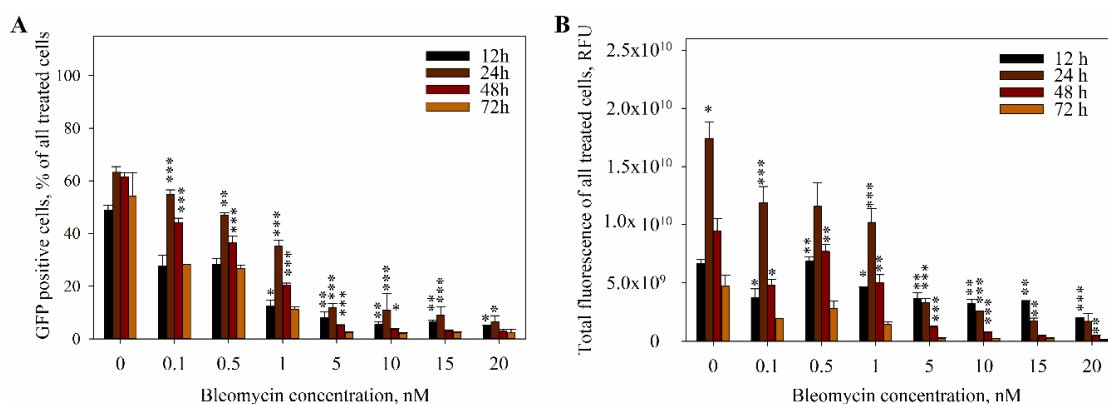 A
GFP positive cells, % of all treated cells
100
80
60
40
20
0
12h
24h
48h
72h
***
***
**
***
***
*
***
**
***
***
**
***
*
**
**
*
*
0 0.1 0.5 1 5 10 15 20
Bleomycin concentration, nM
B
Total fluorescence of all treated cells, RFU
2.5x10¹⁰
2.0x10¹⁰
1.5x10¹⁰
1.0x10¹⁰
5.0x10⁹
0
12 h
24 h
48 h
72 h
*
***
*
*
**
**
***
*
**
**
***
***
**
***
***
**
**
***
**
0 0.1 0.5 1 5 10 15 20
Bleomycin concentration, nM